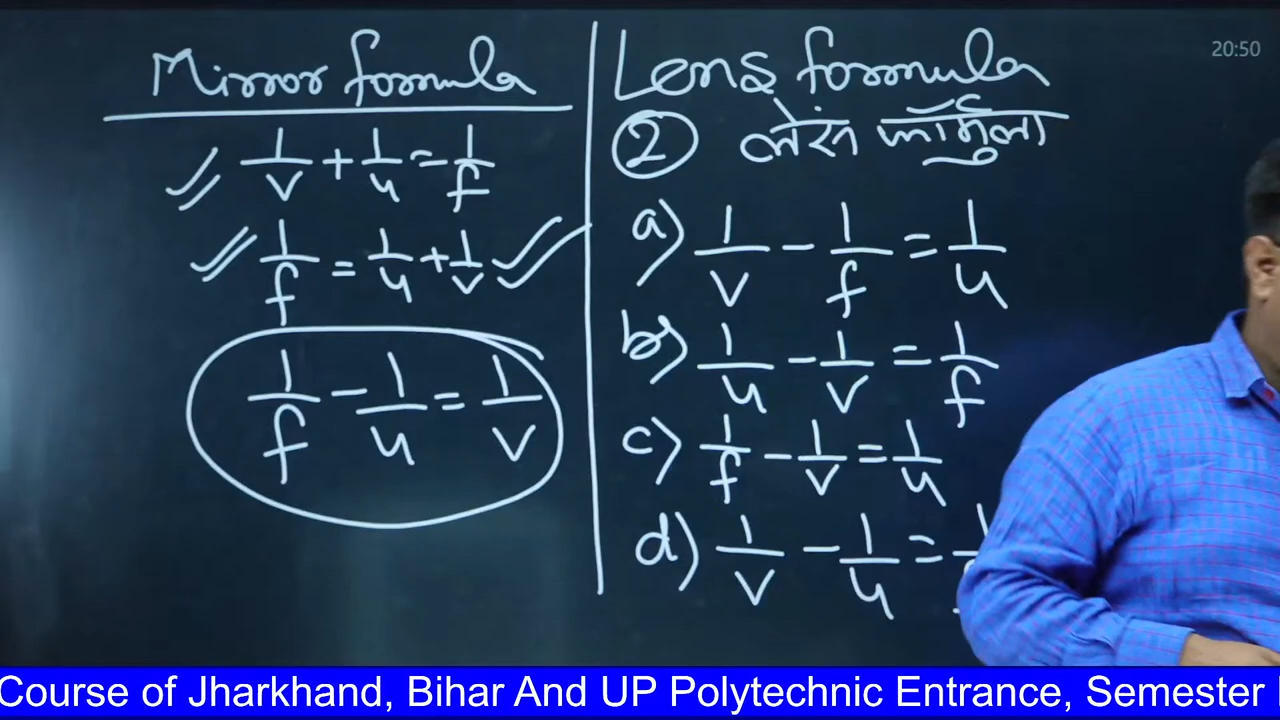 Mirror formula
1/v + 1/u = 1/f
1/f = 1/u + 1/v
1/f - 1/u = 1/v
Lens formula
② लेंस फार्मुला
a) 1/v - 1/f = 1/u
b) 1/u - 1/v = 1/f
c) 1/f - 1/v = 1/u
d) 1/v - 1/u =
20:50
Course of Jharkhand, Bihar And UP Polytechnic Entrance, Semester